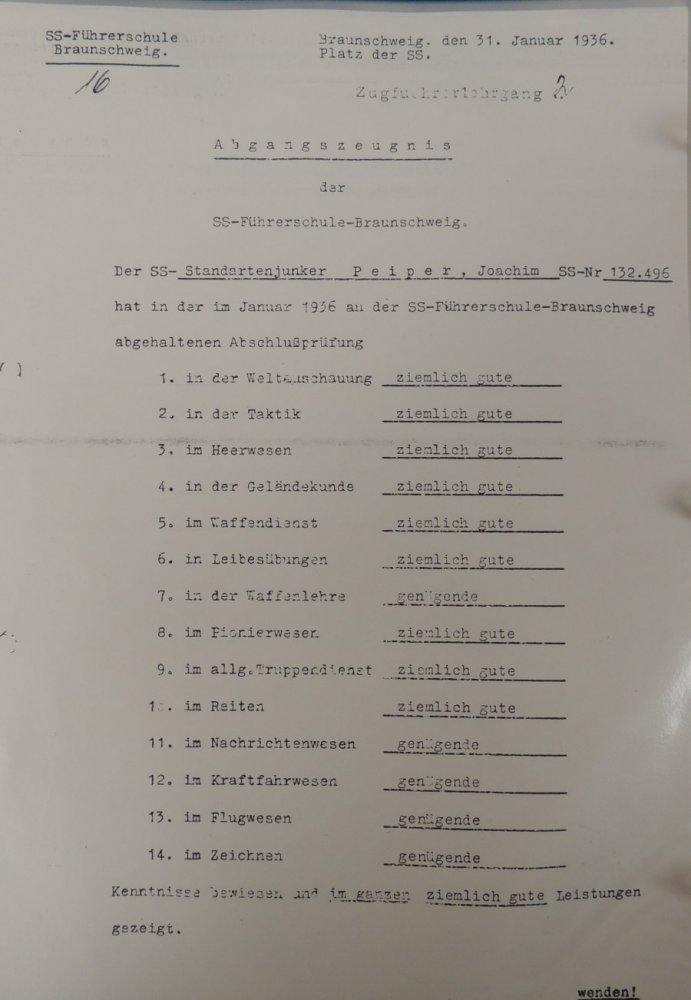 SS-Führerschule
Braunschweig.
16
Braunschweig. den 31. Januar 1936.
Platz der SS.
Zugfuehrerlehrgang 2
Abgangszeugnis
der
SS-Führerschule-Braunschweig.
Der SS- Standartenjunker Peiper, Joachim SS-Nr 132.496
hat in der im Januar 1936 an der SS-Führerschule-Braunschweig
abgehaltenen Abschlußprüfung
1. in der Weltanschauung ziemlich gute
2. in der Taktik ziemlich gute
3. im Heerwesen ziemlich gute
4. in der Geländekunde ziemlich gute
5. im Waffendienst ziemlich gute
6. in Leibesübungen ziemlich gute
7. in der Waffenlehre genügende
8. im Pionierwesen ziemlich gute
9. im allg.Truppendienst ziemlich gute
10. im Reiten ziemlich gute
11. im Nachrichtenwesen genügende
12. im Kraftfahrwesen genügende
13. im Flugwesen genügende
14. im Zeichnen genügende
Kenntnisse bewiesen und im ganzen ziemlich gute Leistungen
gezeigt.
wenden!